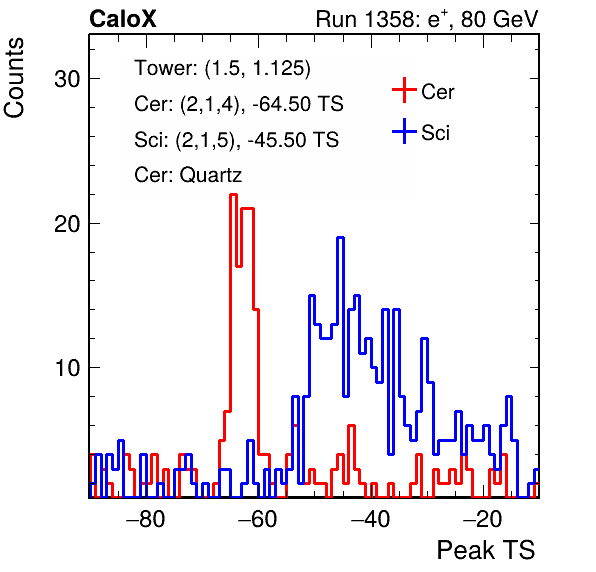 CaloX Run 1358: e⁺, 80 GeV
Counts
30
20
10
Tower: (1.5, 1.125)
Cer: (2,1,4), -64.50 TS
Sci: (2,1,5), -45.50 TS
Cer: Quartz
Cer
Sci
−80 −60 −40 −20
Peak TS